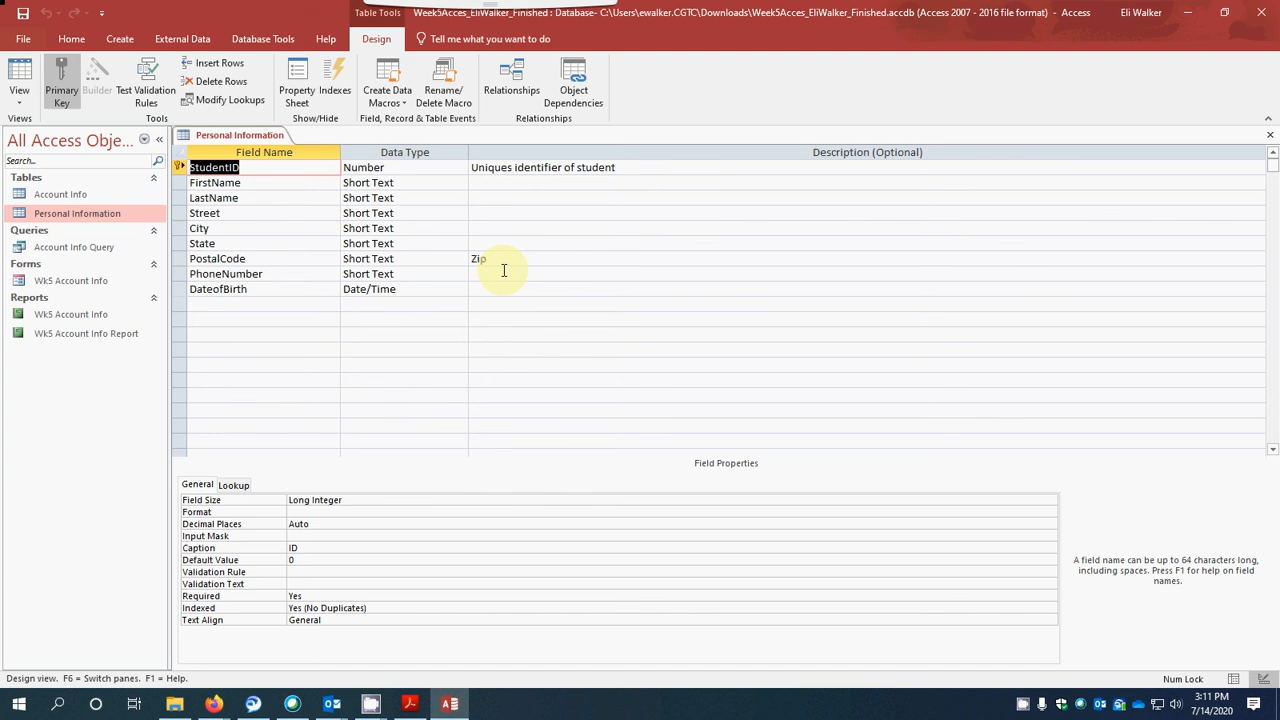 Table Tools
Week5Acces_EliWalker_Finished : Database- C:\Users\ewalker.CGTC\Downloads\Week5Acces_EliWalker_Finished.accdb (Access 2007 - 2016 file format) - Access
Eli Walker
File Home Create External Data Database Tools Help Design Tell me what you want to do
View
Primary Key
Builder
Test Validation Rules
Insert Rows
Delete Rows
Modify Lookups
Property Sheet
Indexes
Create Data Macros
Rename/ Delete Macro
Relationships
Object Dependencies
Views Tools Show/Hide Field, Record & Table Events Relationships
All Access Obje...
Search...
Tables
Account Info
Personal Information
Queries
Account Info Query
Forms
Wk5 Account Info
Reports
Wk5 Account Info
Wk5 Account Info Report
Personal Information
Field Name Data Type Description (Optional)
StudentID Number Uniques identifier of student
FirstName Short Text
LastName Short Text
Street Short Text
City Short Text
State Short Text
PostalCode Short Text Zip
PhoneNumber Short Text
DateofBirth Date/Time
Field Properties
General Lookup
Field Size Long Integer
Format
Decimal Places Auto
Input Mask
Caption ID
Default Value 0
Validation Rule
Validation Text
Required Yes
Indexed Yes (No Duplicates)
Text Align General
A field name can be up to 64 characters long,
including spaces. Press F1 for help on field
names.
Design view. F6 = Switch panes. F1 = Help.
Num Lock
3:11 PM
7/14/2020